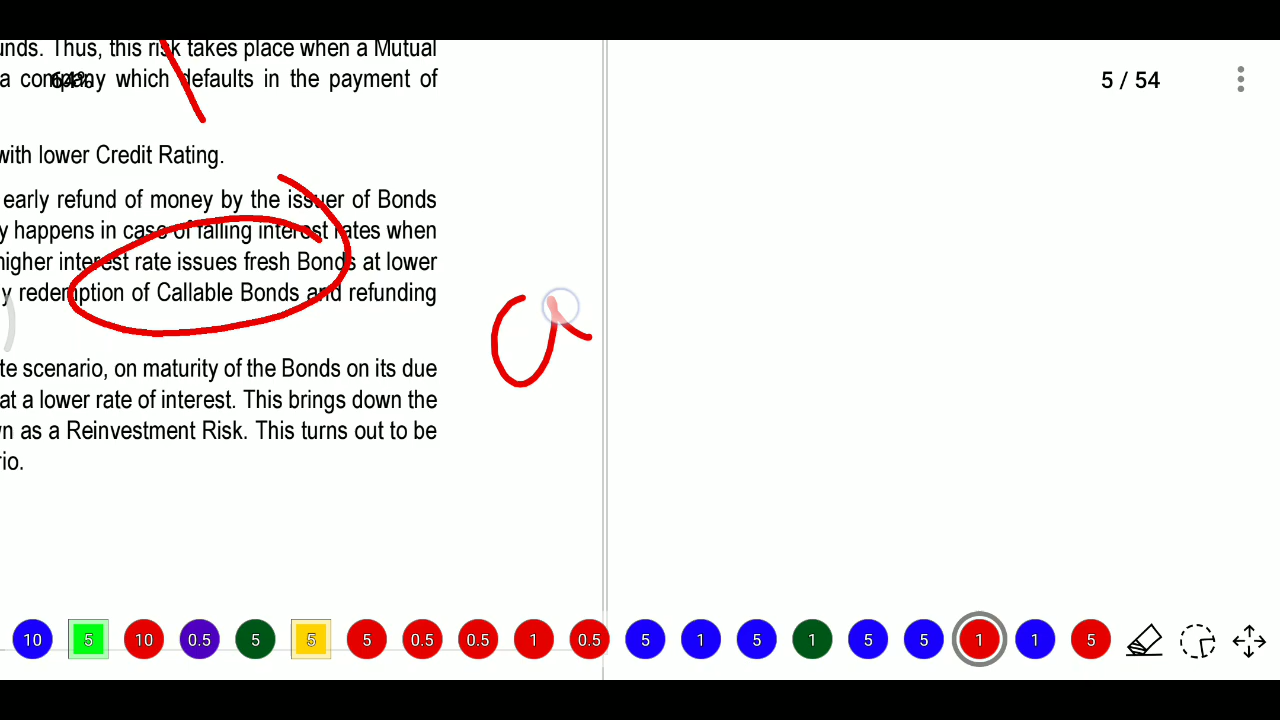 unds. Thus, this risk takes place when a Mutual
a company which defaults in the payment of
64%
5 / 54
with lower Credit Rating.
early refund of money by the issuer of Bonds
y happens in case of falling interest rates when
higher interest rate issues fresh Bonds at lower
y redemption of Callable Bonds and refunding
te scenario, on maturity of the Bonds on its due
at a lower rate of interest. This brings down the
wn as a Reinvestment Risk. This turns out to be
rio.
10 5 10 0.5 5 5 5 0.5 0.5 1 0.5 5 1 5 1 5 5 1 1 5